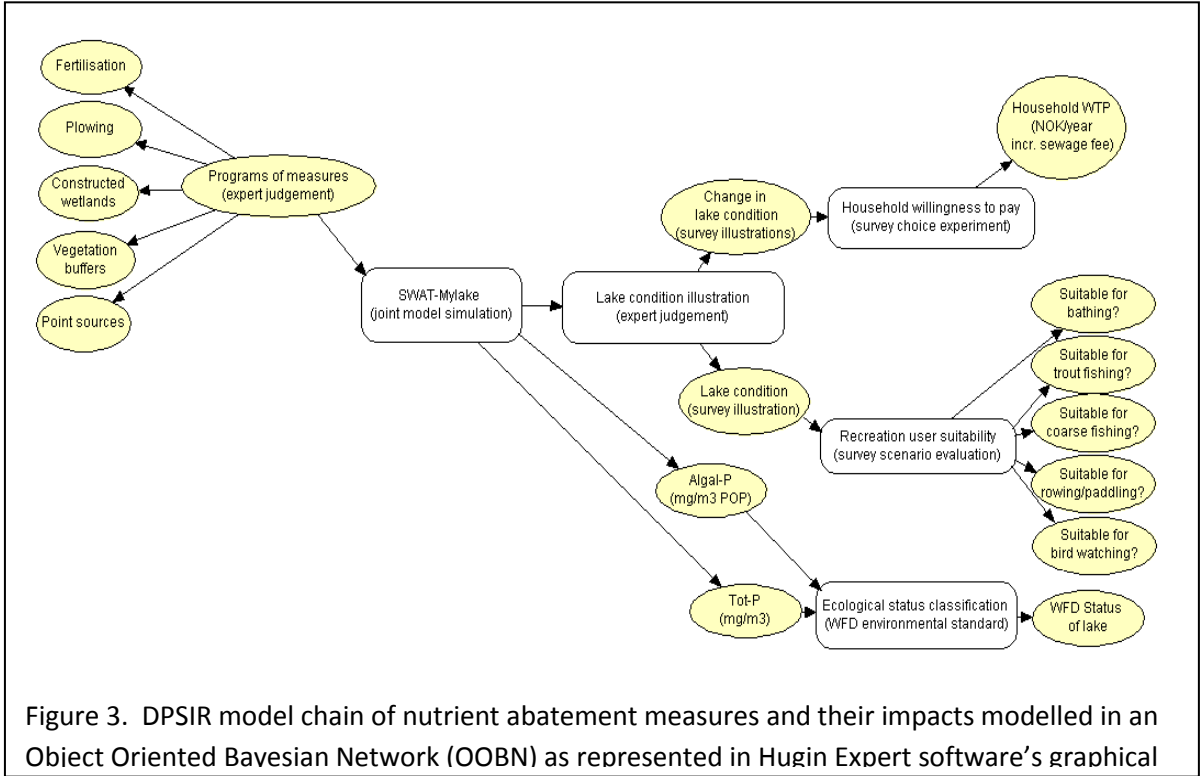 Fertilisation
Plowing
Constructed
wetlands
Vegetation
buffers
Point sources
Programs of measures
(expert judgement)
SWAT-Mylake
(joint model simulation)
Lake condition illustration
(expert judgement)
Change in
lake condition
(survey illustrations)
Household willingness to pay
(survey choice experiment)
Household WTP
(NOK/year
incr. sewage fee)
Lake condition
(survey illustration)
Recreation user suitability
(survey scenario evaluation)
Suitable for
bathing?
Suitable for
trout fishing?
Suitable for
coarse fishing?
Suitable for
rowing/paddling?
Suitable for
bird watching?
Algal-P
(mg/m3 POP)
Tot-P
(mg/m3)
Ecological status classification
(WFD environmental standard)
WFD Status
of lake
Figure 3. DPSIR model chain of nutrient abatement measures and their impacts modelled in an
Object Oriented Bayesian Network (OOBN) as represented in Hugin Expert software's graphical